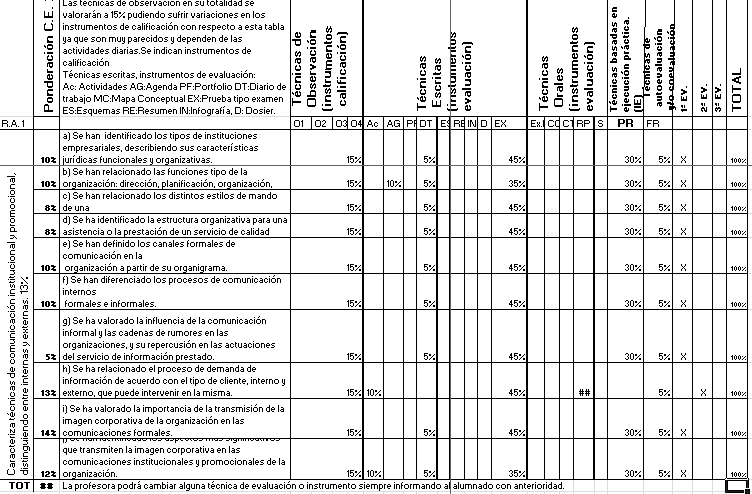 Ponderación C.E. :
Las técnicas de observación en su totalidad se
valorarán a 15% pudiendo sufrir variaciones en los
instrumentos de calificación con respecto a esta tabla
ya que son muy parecidos y dependen de las
actividades diarias.Se indican instrumentos de
calificación
Técnicas escritas, instrumentos de evaluación:
Ac: Actividades AG:Agenda PF:Portfolio DT:Diario de
trabajo MC:Mapa Conceptual EX:Prueba tipo examen
ES:Esquemas RE:Resumen IN:Infografía, D: Dosier.
Técnicas de
Observación
(instrumentos
calificación)
Técnicas
Escritas
(instrumentos
evaluación)
Técnicas
Orales
(instrumentos
evaluación)
Técnicas basadas en
ejecución práctica.
(IE)
Técnicas de
autoevaluación
y/o coevaluación
1ª EV.
2ª EV.
3ª EV.
TOTAL
R.A.1 O1 O2 O3 O4 Ac AG PF DT ES RE IN D EX Ex.I CC CT RP S PR FR
Caracteriza técnicas de comunicación institucional y promocional,
distinguiendo entre internas y externas. 13%
a) Se han identificado los tipos de instituciones
empresariales, describiendo sus características
10% jurídicas funcionales y organizativas. 15% 5% 45% 30% 5% X 100%
b) Se han relacionado las funciones tipo de la
10% organización: dirección, planificación, organización, 15% 10% 5% 35% 30% 5% X 100%
c) Se han relacionado los distintos estilos de mando
8% de una 15% 5% 45% 30% 5% X 100%
d) Se ha identificado la estructura organizativa para una
8% asistencia o la prestación de un servicio de calidad 15% 5% 45% 30% 5% X 100%
e) Se han definido los canales formales de
comunicación en la
10% organización a partir de su organigrama. 15% 5% 45% 30% 5% X 100%
f) Se han diferenciado los procesos de comunicación
internos
10% formales e informales. 15% 5% 45% 30% 5% X 100%
g) Se ha valorado la influencia de la comunicación
informal y las cadenas de rumores en las
organizaciones, y su repercusión en las actuaciones
5% del servicio de información prestado. 15% 5% 45% 30% 5% X 100%
h) Se ha relacionado el proceso de demanda de
información de acuerdo con el tipo de cliente, interno y
13% externo, que puede intervenir en la misma. 15% 10% 45% ## 5% X 100%
i) Se ha valorado la importancia de la transmisión de la
imagen corporativa de la organización en las
14% comunicaciones formales. 15% 5% 45% 30% 5% X 100%
j) Se han identificado los aspectos más significativos
que transmiten la imagen corporativa en las
comunicaciones institucionales y promocionales de la
12% organización. 15% 10% 5% 35% 30% 5% X 100%
TOT ## La profesora podrá cambiar alguna técnica de evaluación o instrumento siempre informando al alumnado con anterioridad.